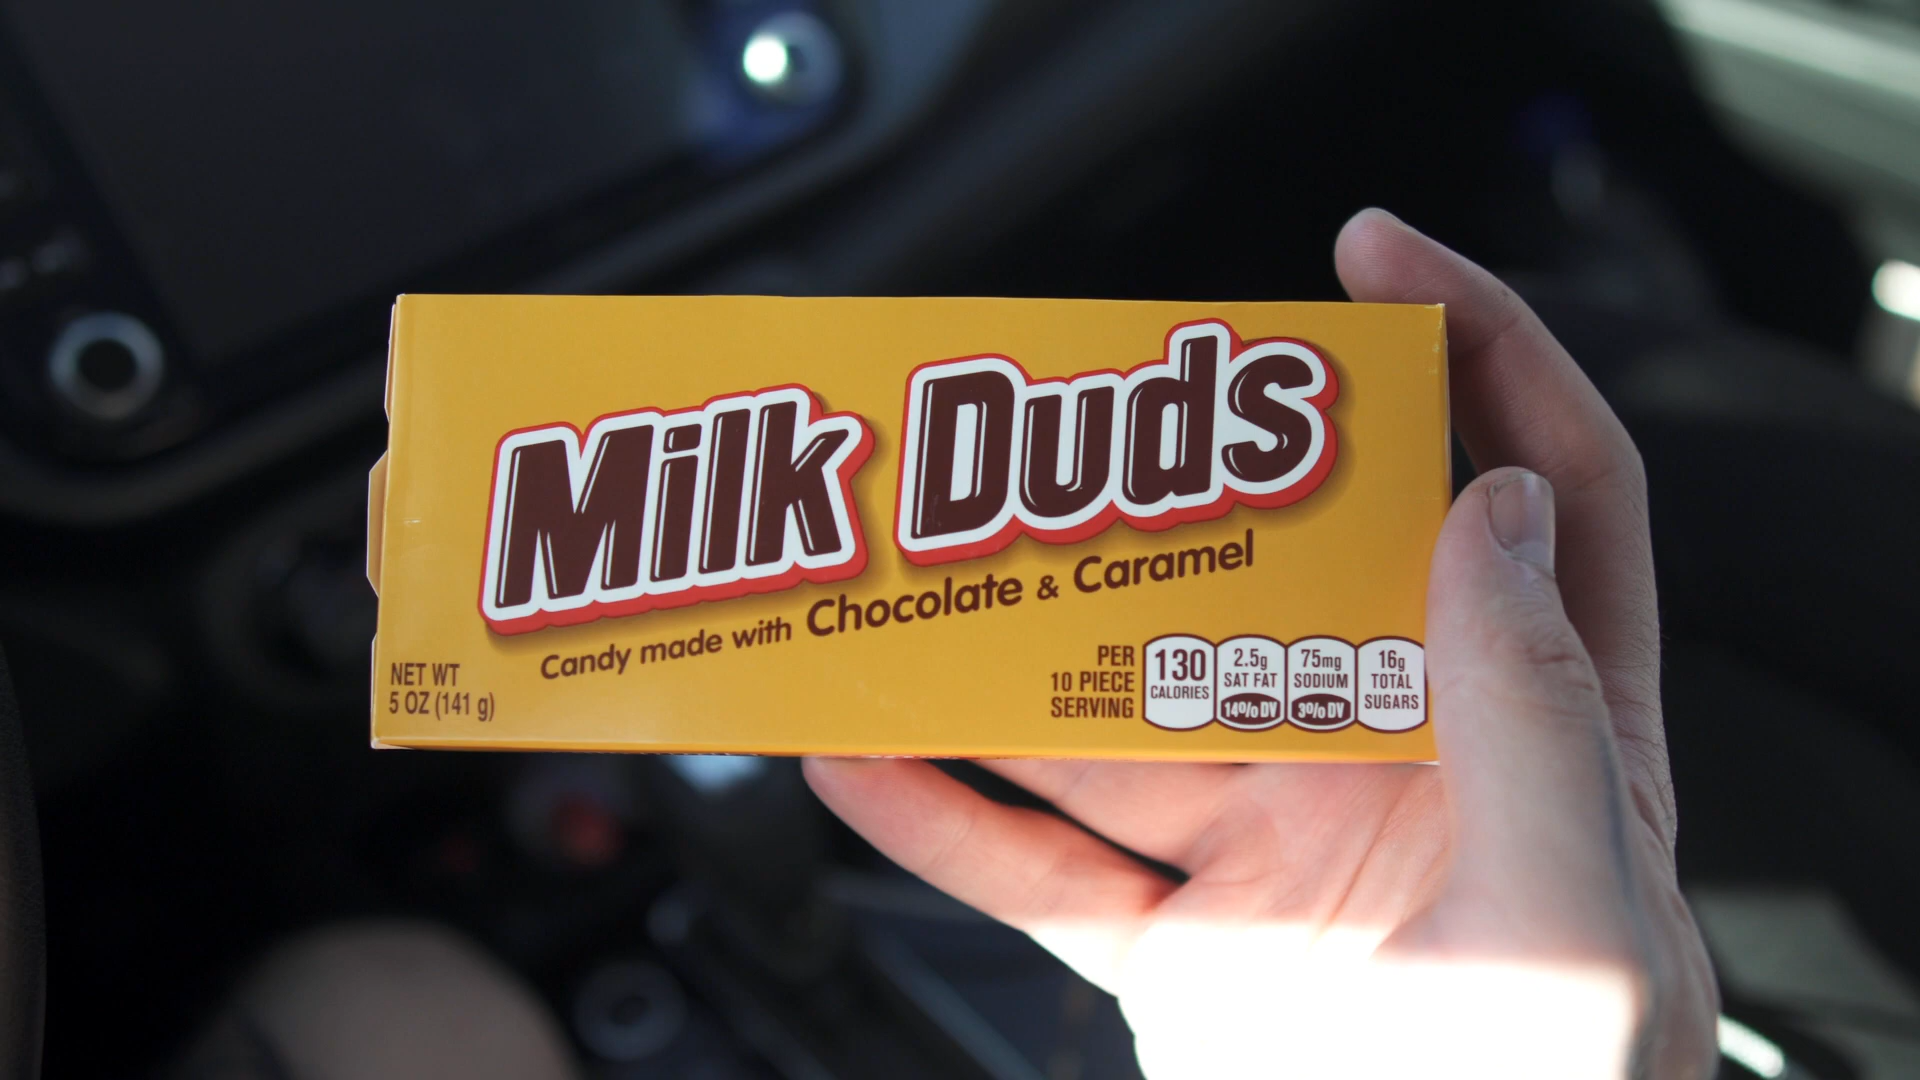 Milk Duds
Candy made with Chocolate & Caramel
NET WT
5 OZ (141 g)
PER
10 PIECE
SERVING
130
CALORIES
2.5g
SAT FAT
14% DV
75mg
SODIUM
3% DV
16g
TOTAL
SUGARS